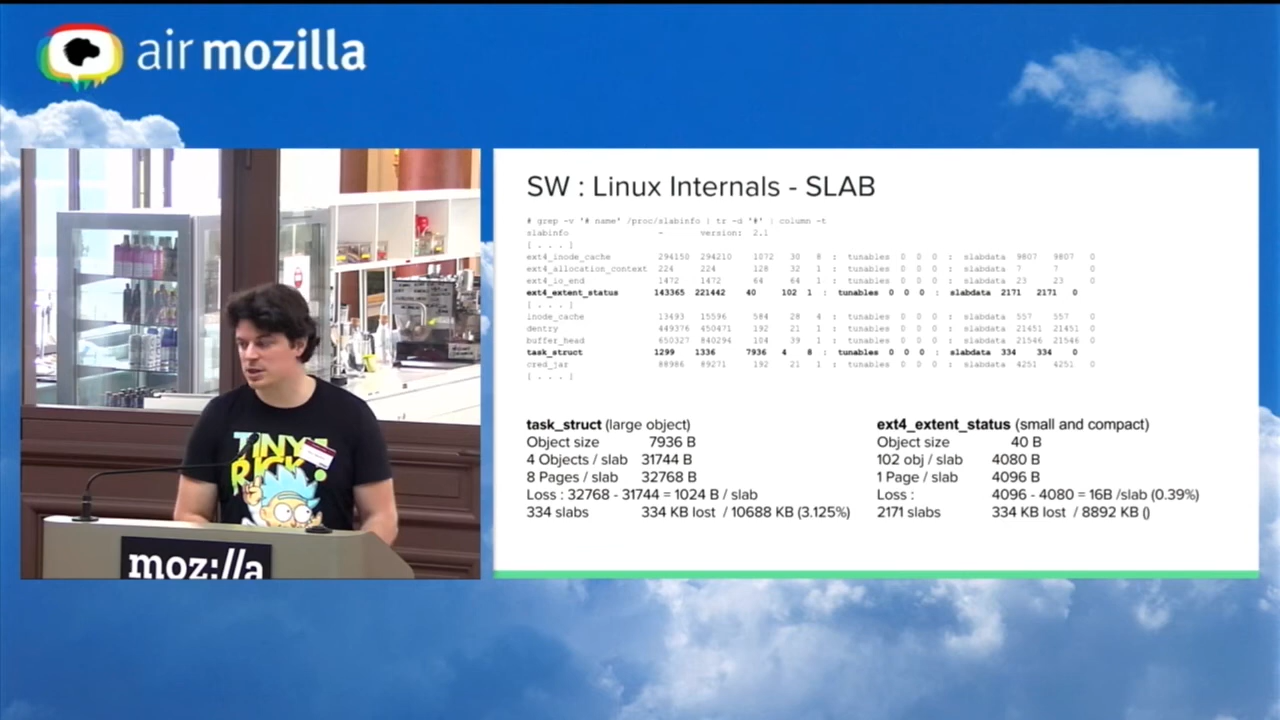 air mozilla
SW : Linux Internals - SLAB
# grep -v '# name' /proc/slabinfo | tr -d '#' | column -t
slabinfo - version: 2.1
[ . . . . ]
ext4_inode_cache 294150 294210 1072 30 8 : tunables 0 0 0 : slabdata 9807 9807 0
ext4_allocation_context 224 224 128 32 1 : tunables 0 0 0 : slabdata 7 7 0
ext4_io_end 1472 1472 64 64 1 : tunables 0 0 0 : slabdata 23 23 0
ext4_extent_status 143365 221442 40 102 1 : tunables 0 0 0 : slabdata 2171 2171 0
[ . . . . ]
inode_cache 13493 15596 584 28 4 : tunables 0 0 0 : slabdata 557 557 0
dentry 449376 450471 192 21 1 : tunables 0 0 0 : slabdata 21451 21451 0
buffer_head 650327 840294 104 39 1 : tunables 0 0 0 : slabdata 21546 21546 0
task_struct 1299 1336 7936 4 8 : tunables 0 0 0 : slabdata 334 334 0
cred_jar 88986 89271 192 21 1 : tunables 0 0 0 : slabdata 4251 4251 0
[ . . . . ]
task_struct (large object)
Object size 7936 B
4 Objects / slab 31744 B
8 Pages / slab 32768 B
Loss : 32768 - 31744 = 1024 B / slab
334 slabs 334 KB lost / 10688 KB (3.125%)
ext4_extent_status (small and compact)
Object size 40 B
102 obj / slab 4080 B
1 Page / slab 4096 B
Loss : 4096 - 4080 = 16B /slab (0.39%)
2171 slabs 334 KB lost / 8892 KB ()
TINY
RICK
moz://a